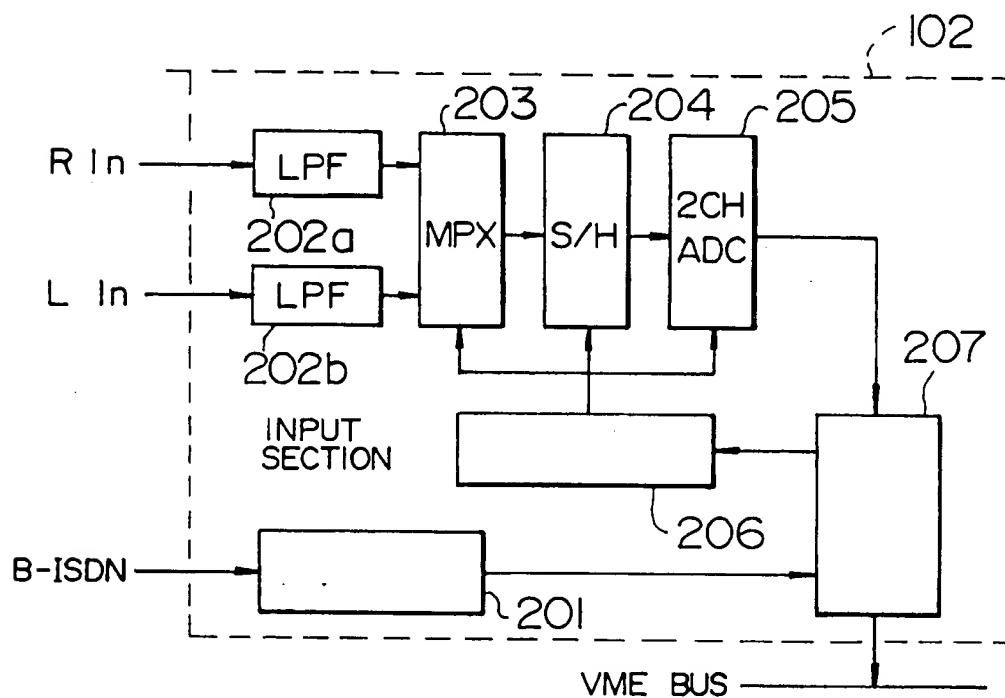 102
203
204
205
R In
LPF
202a
MPX
S/H
2CH
ADC
L In
LPF
202b
207
INPUT
SECTION
206
B-ISDN
201
VME BUS